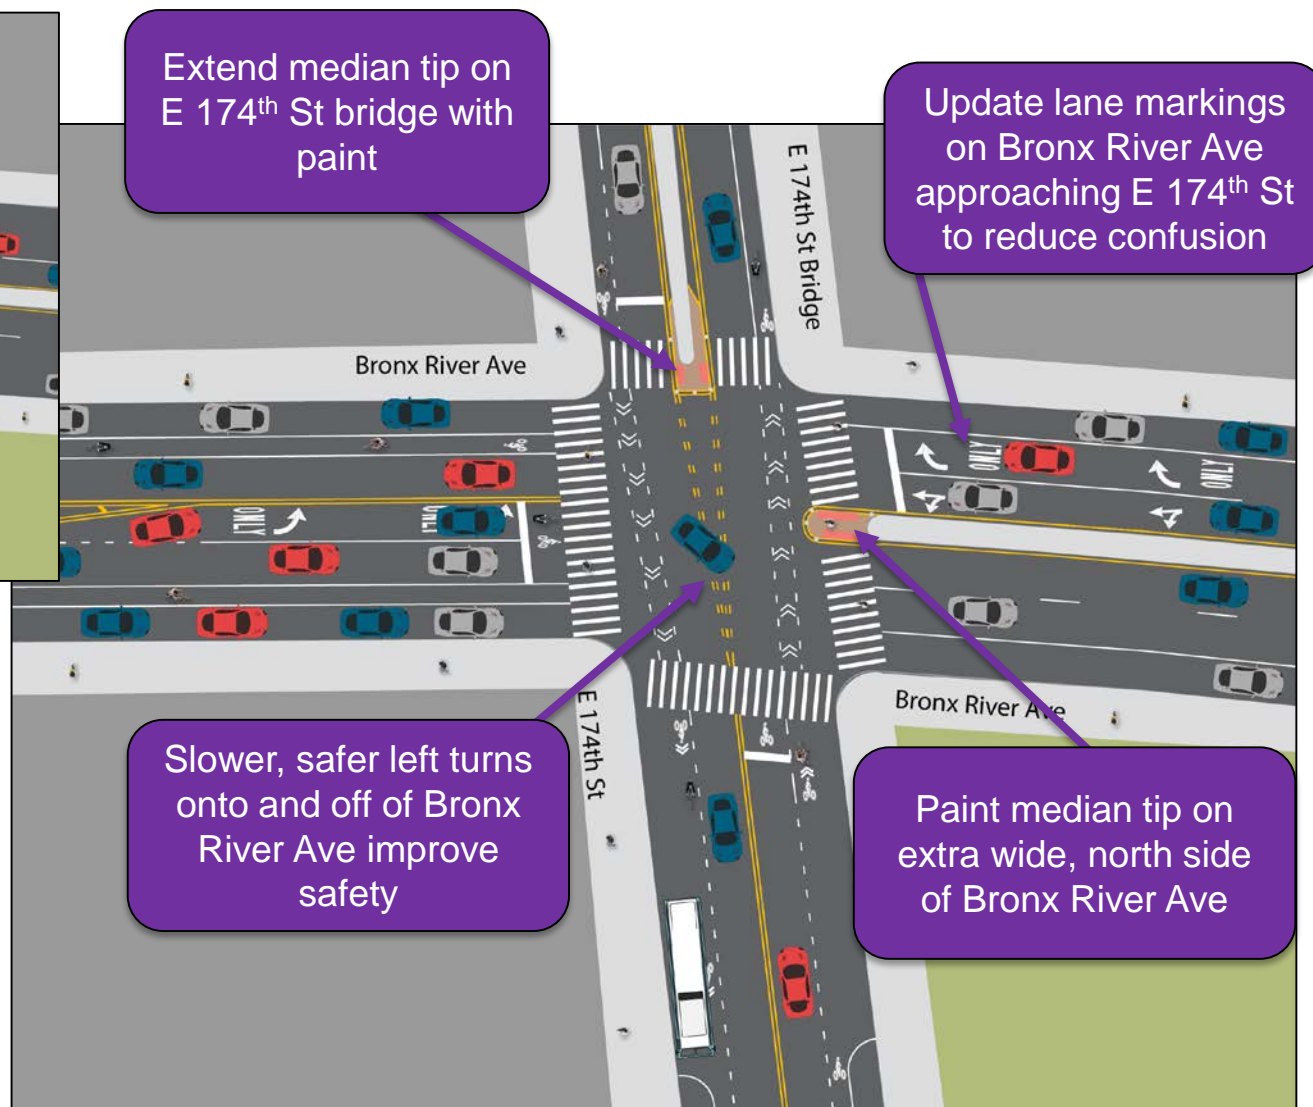 Extend median tip on
E 174th St bridge with
paint
Update lane markings
on Bronx River Ave
approaching E 174th St
to reduce confusion
E 174th St Bridge
Bronx River Ave
ONLY
ONLY
ONLY
ONLY
Bronx River Ave
E 174th St
Slower, safer left turns
onto and off of Bronx
River Ave improve
safety
Paint median tip on
extra wide, north side
of Bronx River Ave